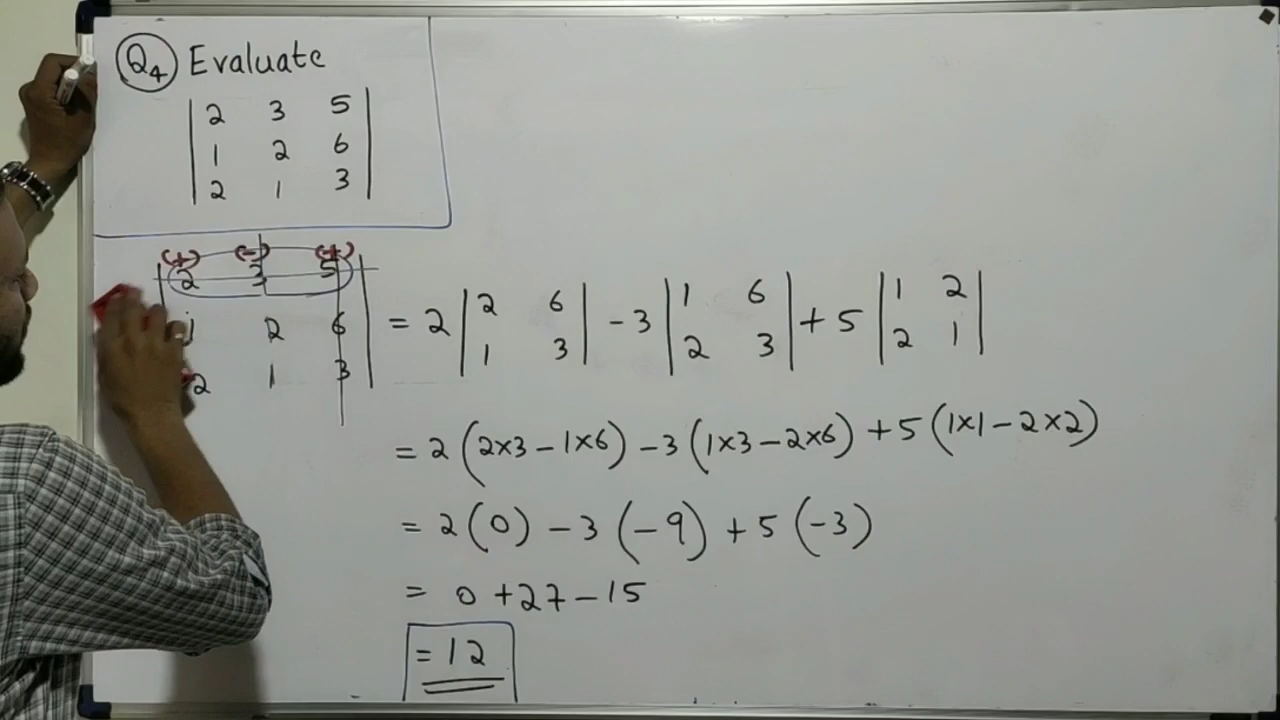 Q4 Evaluate
| 2 3 5 |
| 1 2 6 |
| 2 1 3 |
(+) (-) (+)
| 2 3 5 |
| 1 2 6 | = 2 | 2 6 | - 3 | 1 6 | + 5 | 1 2 |
| 2 1 3 | | 1 3 | | 2 3 | | 2 1 |
= 2 (2×3 - 1×6) - 3 (1×3 - 2×6) + 5 (1×1 - 2×2)
= 2 (0) - 3 (-9) + 5 (-3)
= 0 + 27 - 15
= 12